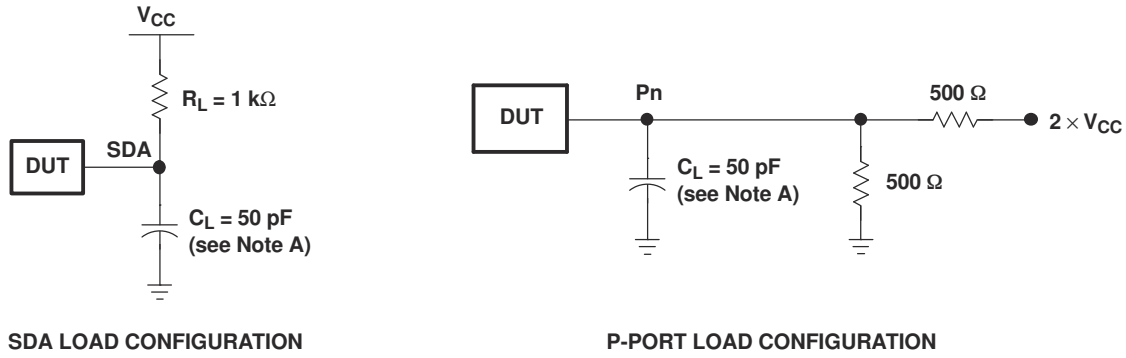 VCC
RL = 1 kΩ
DUT
SDA
CL = 50 pF
(see Note A)
SDA LOAD CONFIGURATION
DUT
Pn
500 Ω
2 × VCC
CL = 50 pF
(see Note A)
500 Ω
P-PORT LOAD CONFIGURATION